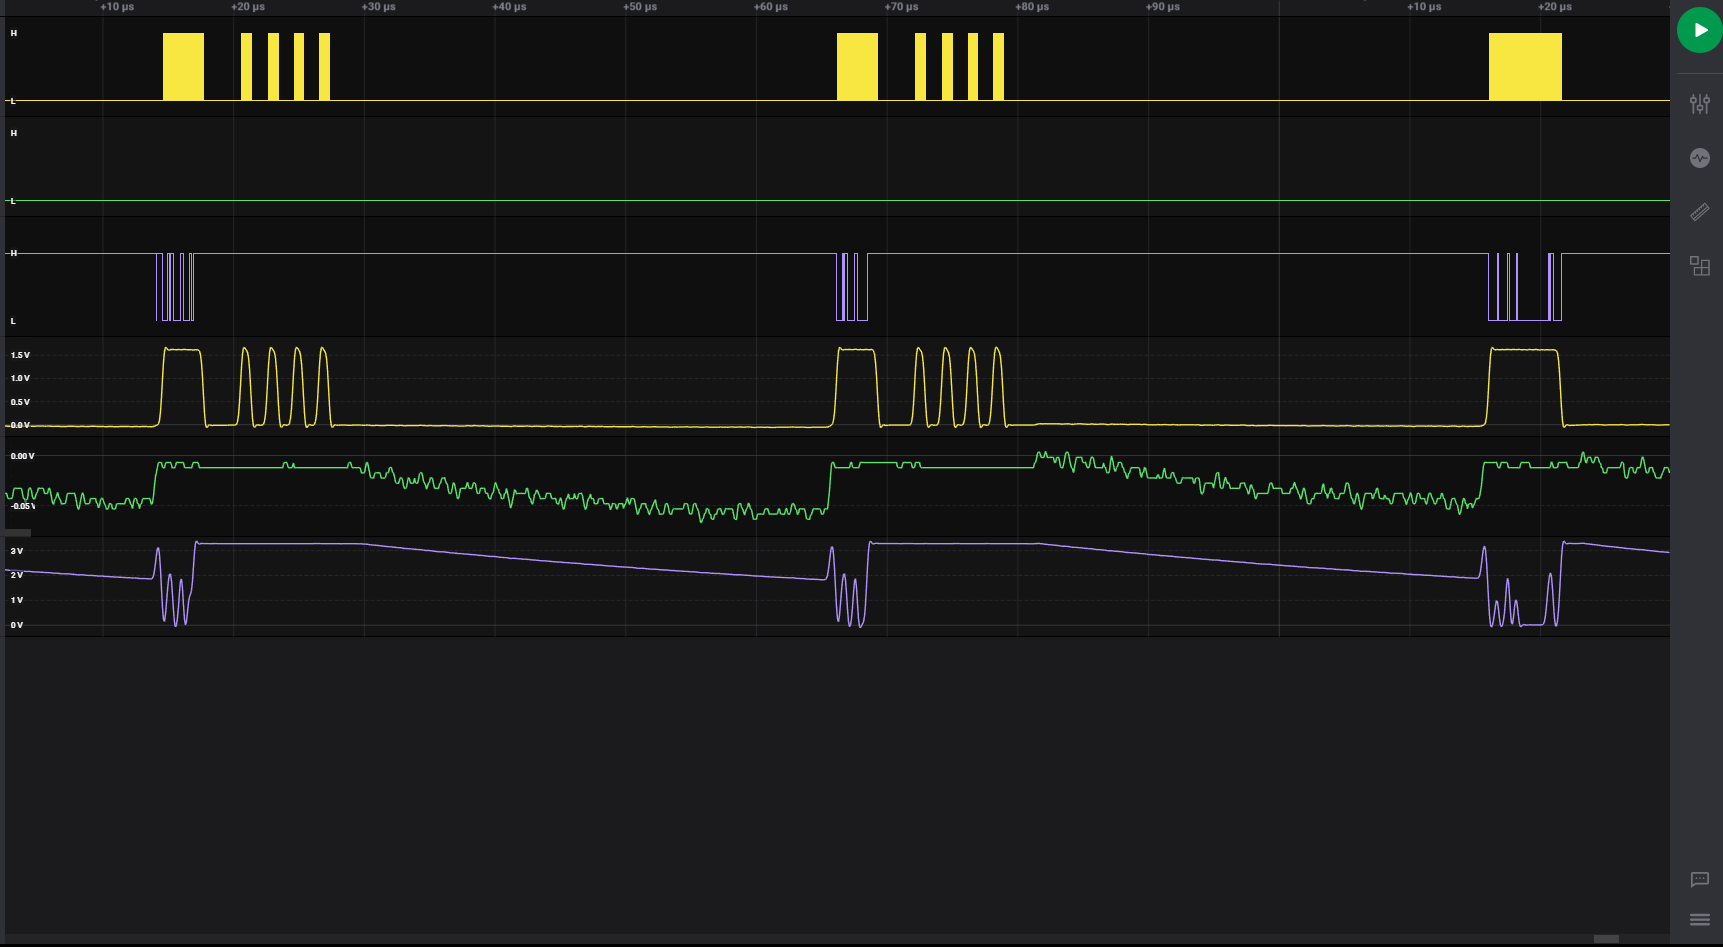 +10 µs +20 µs +30 µs +40 µs +50 µs +60 µs +70 µs +80 µs +90 µs +10 µs +20 µs
H
L
H
L
H
L
1.5 V
1.0 V
0.5 V
0.0 V
0.00 V
-0.05 V
3 V
2 V
1 V
0 V